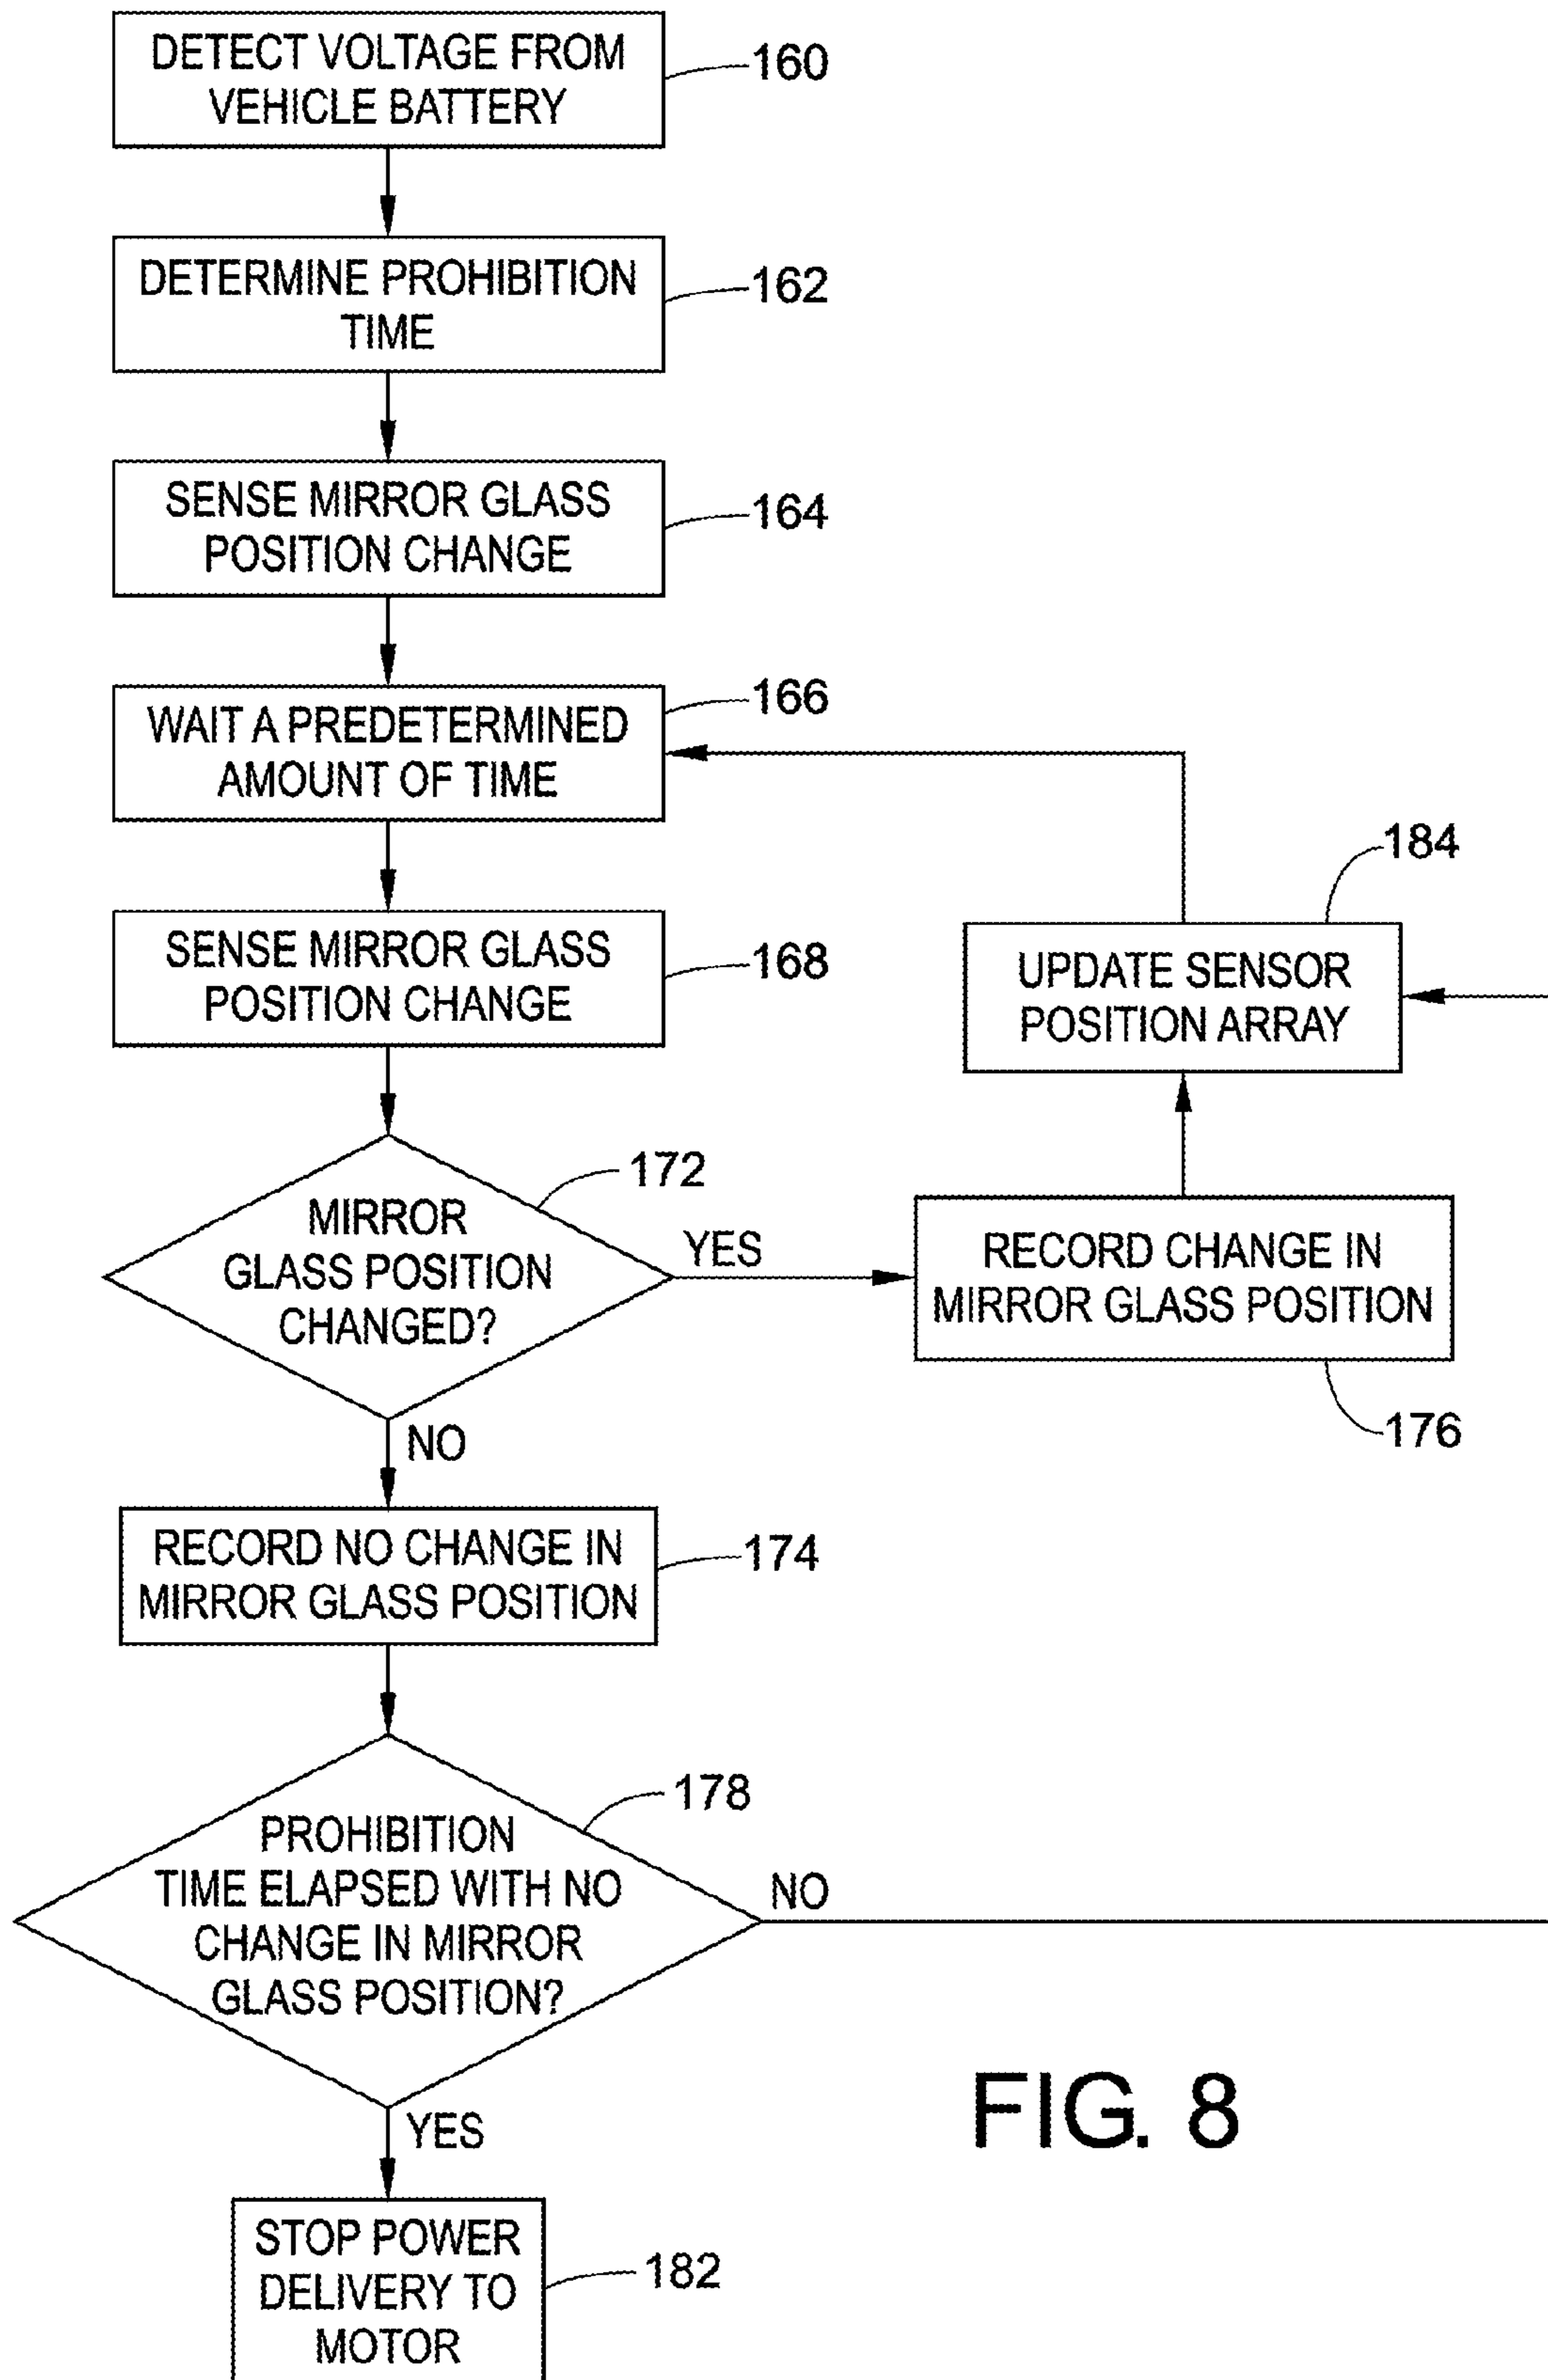 DETECT VOLTAGE FROM
VEHICLE BATTERY
160
DETERMINE PROHIBITION
TIME
162
SENSE MIRROR GLASS
POSITION CHANGE
164
WAIT A PREDETERMINED
AMOUNT OF TIME
166
SENSE MIRROR GLASS
POSITION CHANGE
168
184
UPDATE SENSOR
POSITION ARRAY
172
MIRROR
GLASS POSITION
CHANGED?
YES
RECORD CHANGE IN
MIRROR GLASS POSITION
176
NO
RECORD NO CHANGE IN
MIRROR GLASS POSITION
174
178
PROHIBITION
TIME ELAPSED WITH NO
CHANGE IN MIRROR
GLASS POSITION?
NO
YES
STOP POWER
DELIVERY TO
MOTOR
182
FIG. 8